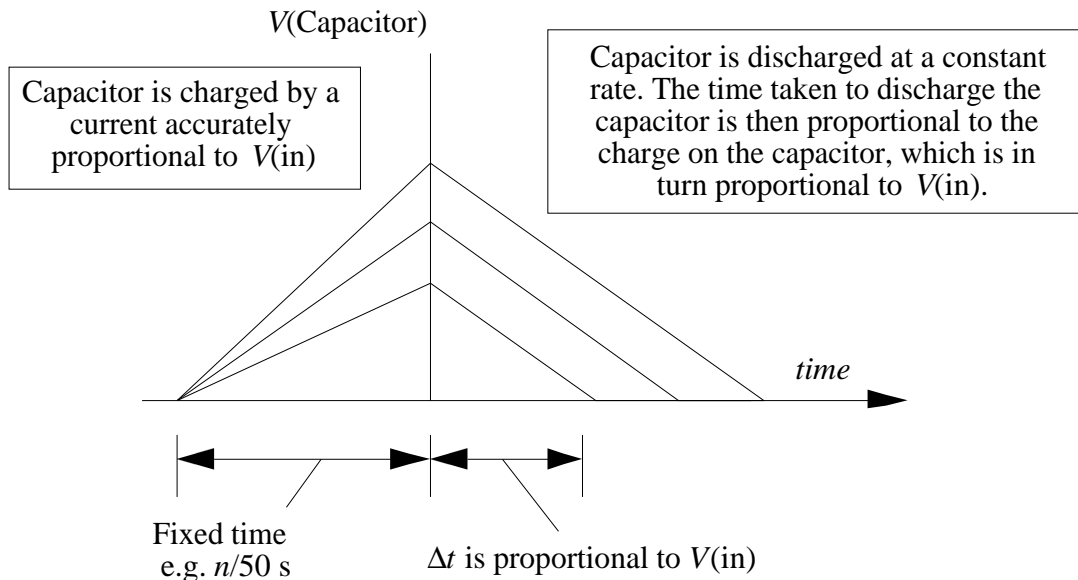 V(Capacitor)
Capacitor is charged by a
current accurately
proportional to V(in)
Capacitor is discharged at a constant
rate. The time taken to discharge the
capacitor is then proportional to the
charge on the capacitor, which is in
turn proportional to V(in).
time
Fixed time
e.g. n/50 s
Δt is proportional to V(in)